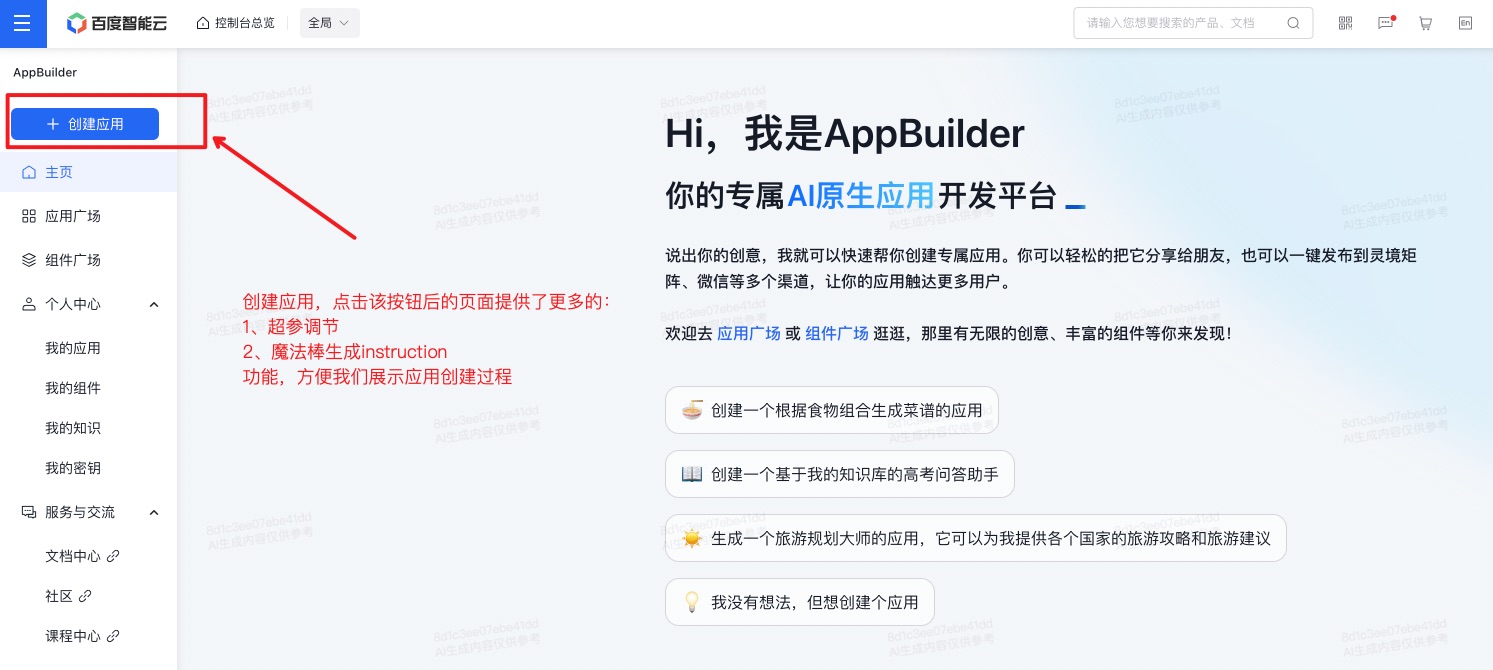 百度智能云
控制台总览
全局
请输入您想要搜索的产品、文档
En
AppBuilder
创建应用
主页
应用广场
组件广场
个人中心
我的应用
我的组件
我的知识
我的密钥
服务与交流
文档中心
社区
课程中心
创建应用，点击该按钮后的页面提供了更多的：
1、超参调节
2、魔法棒生成instruction
功能，方便我们展示应用创建过程
Hi，我是AppBuilder
你的专属AI原生应用开发平台
说出你的创意，我就可以快速帮你创建专属应用。你可以轻松的把它分享给朋友，也可以一键发布到灵境矩
阵、微信等多个渠道，让你的应用触达更多用户。
欢迎去 应用广场 或 组件广场 逛逛，那里有无限的创意、丰富的组件等你来发现！
创建一个根据食物组合生成菜谱的应用
创建一个基于我的知识库的高考问答助手
生成一个旅游规划大师的应用，它可以为我提供各个国家的旅游攻略和旅游建议
我没有想法，但想创建个应用
8d1c3ee07ebe41dd
AI生成内容仅供参考